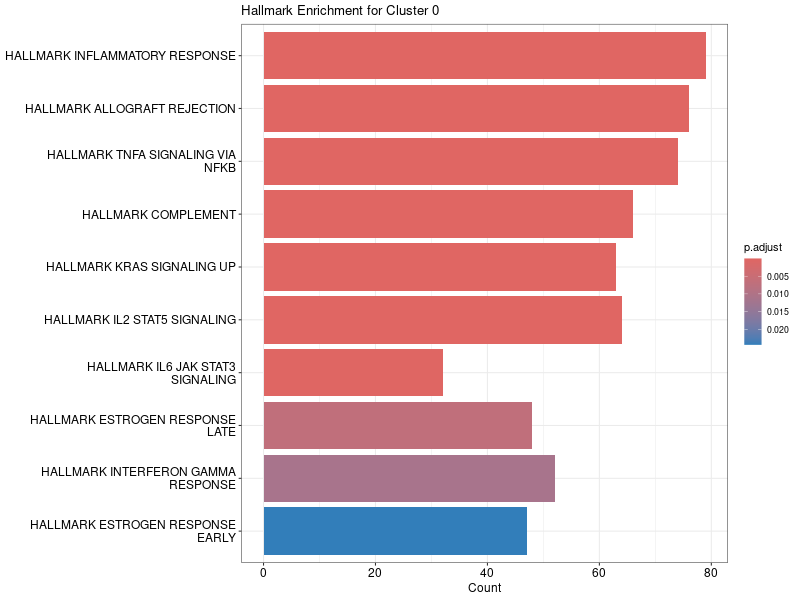 Hallmark Enrichment for Cluster 0
HALLMARK INFLAMMATORY RESPONSE
HALLMARK ALLOGRAFT REJECTION
HALLMARK TNFA SIGNALING VIA
NFKB
HALLMARK COMPLEMENT
HALLMARK KRAS SIGNALING UP
HALLMARK IL2 STAT5 SIGNALING
HALLMARK IL6 JAK STAT3
SIGNALING
HALLMARK ESTROGEN RESPONSE
LATE
HALLMARK INTERFERON GAMMA
RESPONSE
HALLMARK ESTROGEN RESPONSE
EARLY
0 20 40 60 80
Count
p.adjust
0.005
0.010
0.015
0.020